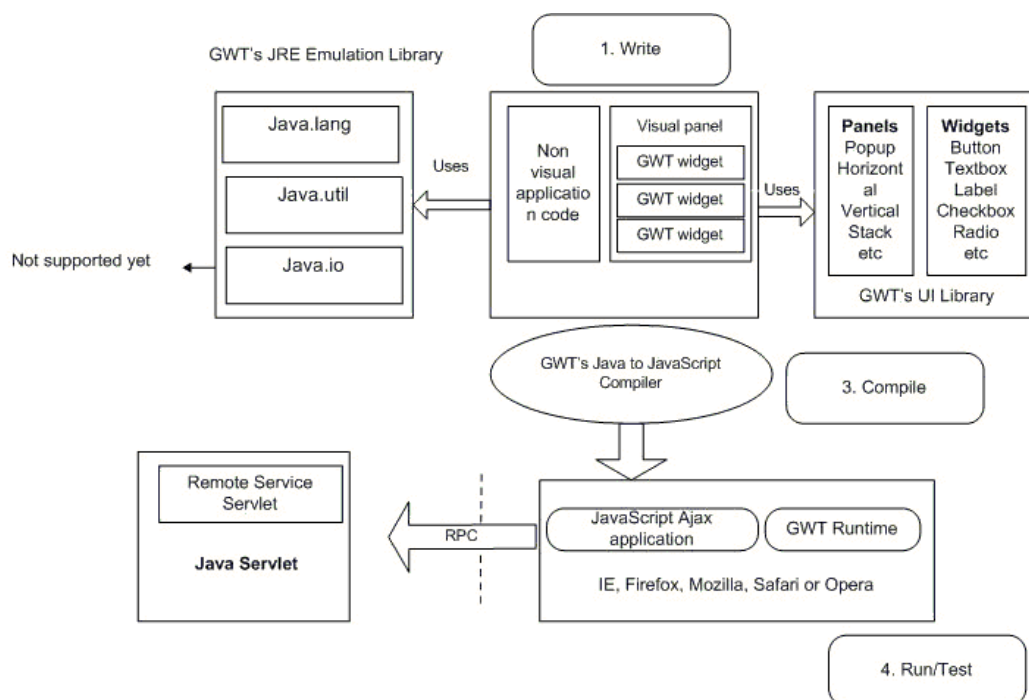 1. Write
GWT's JRE Emulation Library
Java.lang
Java.util
Java.io
Uses
Not supported yet
Non
visual
applicatio
n code
Visual panel
GWT widget
GWT widget
GWT widget
Uses
Panels
Popup
Horizont
al
Vertical
Stack
etc
Widgets
Button
Textbox
Label
Checkbox
Radio
etc
GWT's UI Library
GWT's Java to JavaScript
Compiler
3. Compile
Remote Service
Servlet
Java Servlet
RPC
JavaScript Ajax
application
GWT Runtime
IE, Firefox, Mozilla, Safari or Opera
4. Run/Test